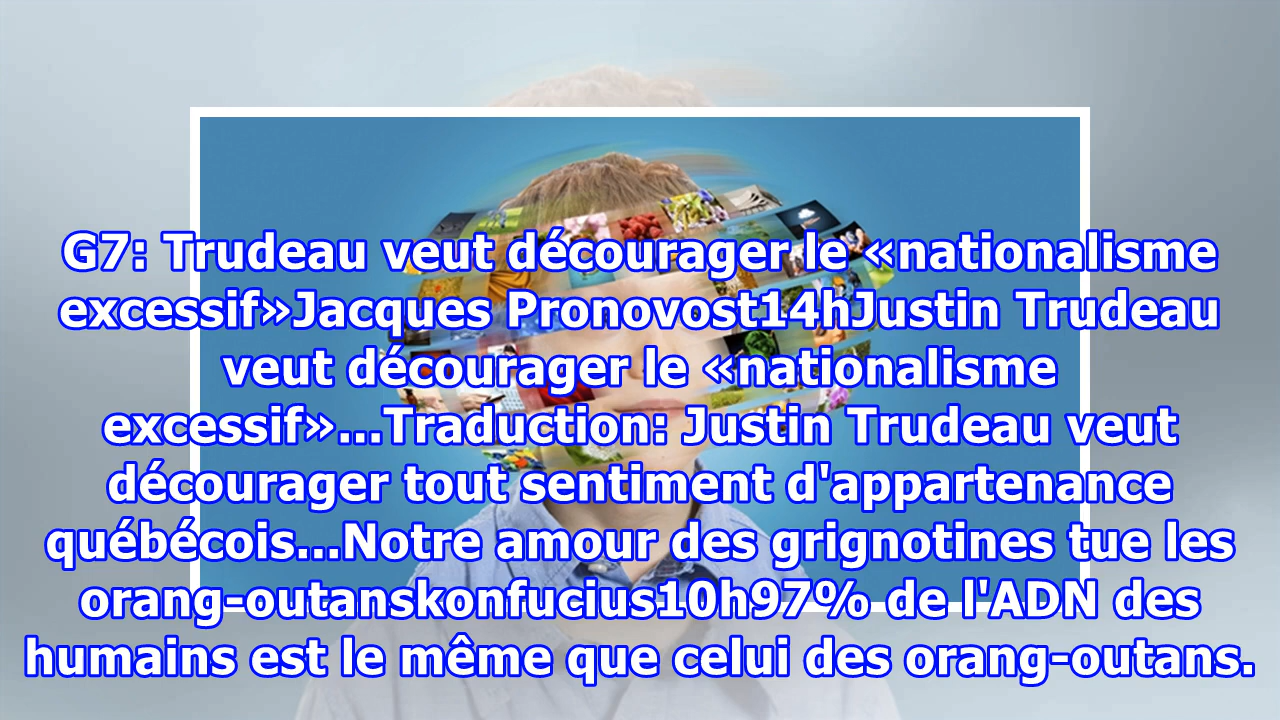 G7: Trudeau veut décourager le «nationalisme
excessif»Jacques Pronovost14hJustin Trudeau
veut décourager le «nationalisme
excessif»...Traduction: Justin Trudeau veut
décourager tout sentiment d'appartenance
québécois...Notre amour des grignotines tue les
orang-outanskonfucius10h97% de l'ADN des
humains est le même que celui des orang-outans.